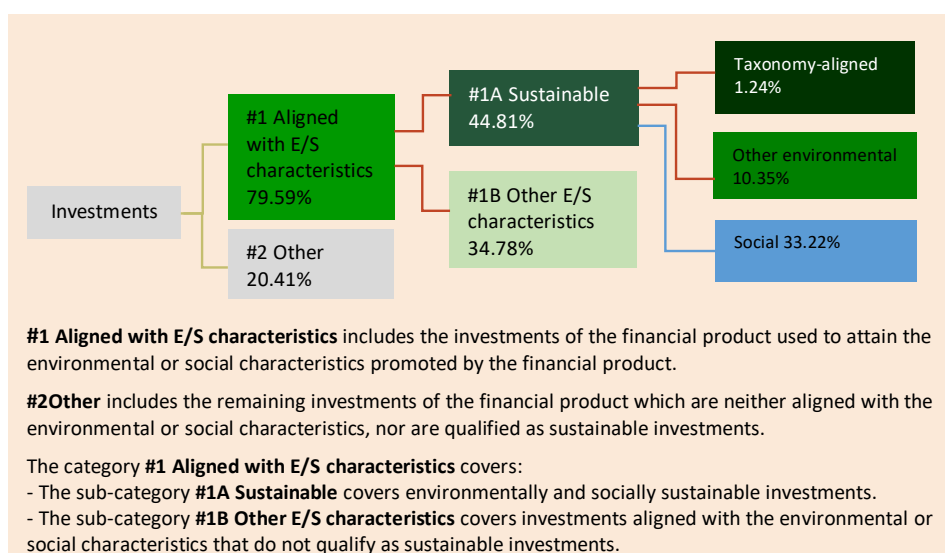 Investments
#1 Aligned
with E/S
characteristics
79.59%
#2 Other
20.41%
#1A Sustainable
44.81%
#1B Other E/S
characteristics
34.78%
Taxonomy-aligned
1.24%
Other environmental
10.35%
Social 33.22%
#1 Aligned with E/S characteristics includes the investments of the financial product used to attain the
environmental or social characteristics promoted by the financial product.
#2Other includes the remaining investments of the financial product which are neither aligned with the
environmental or social characteristics, nor are qualified as sustainable investments.
The category #1 Aligned with E/S characteristics covers:
- The sub-category #1A Sustainable covers environmentally and socially sustainable investments.
- The sub-category #1B Other E/S characteristics covers investments aligned with the environmental or
social characteristics that do not qualify as sustainable investments.